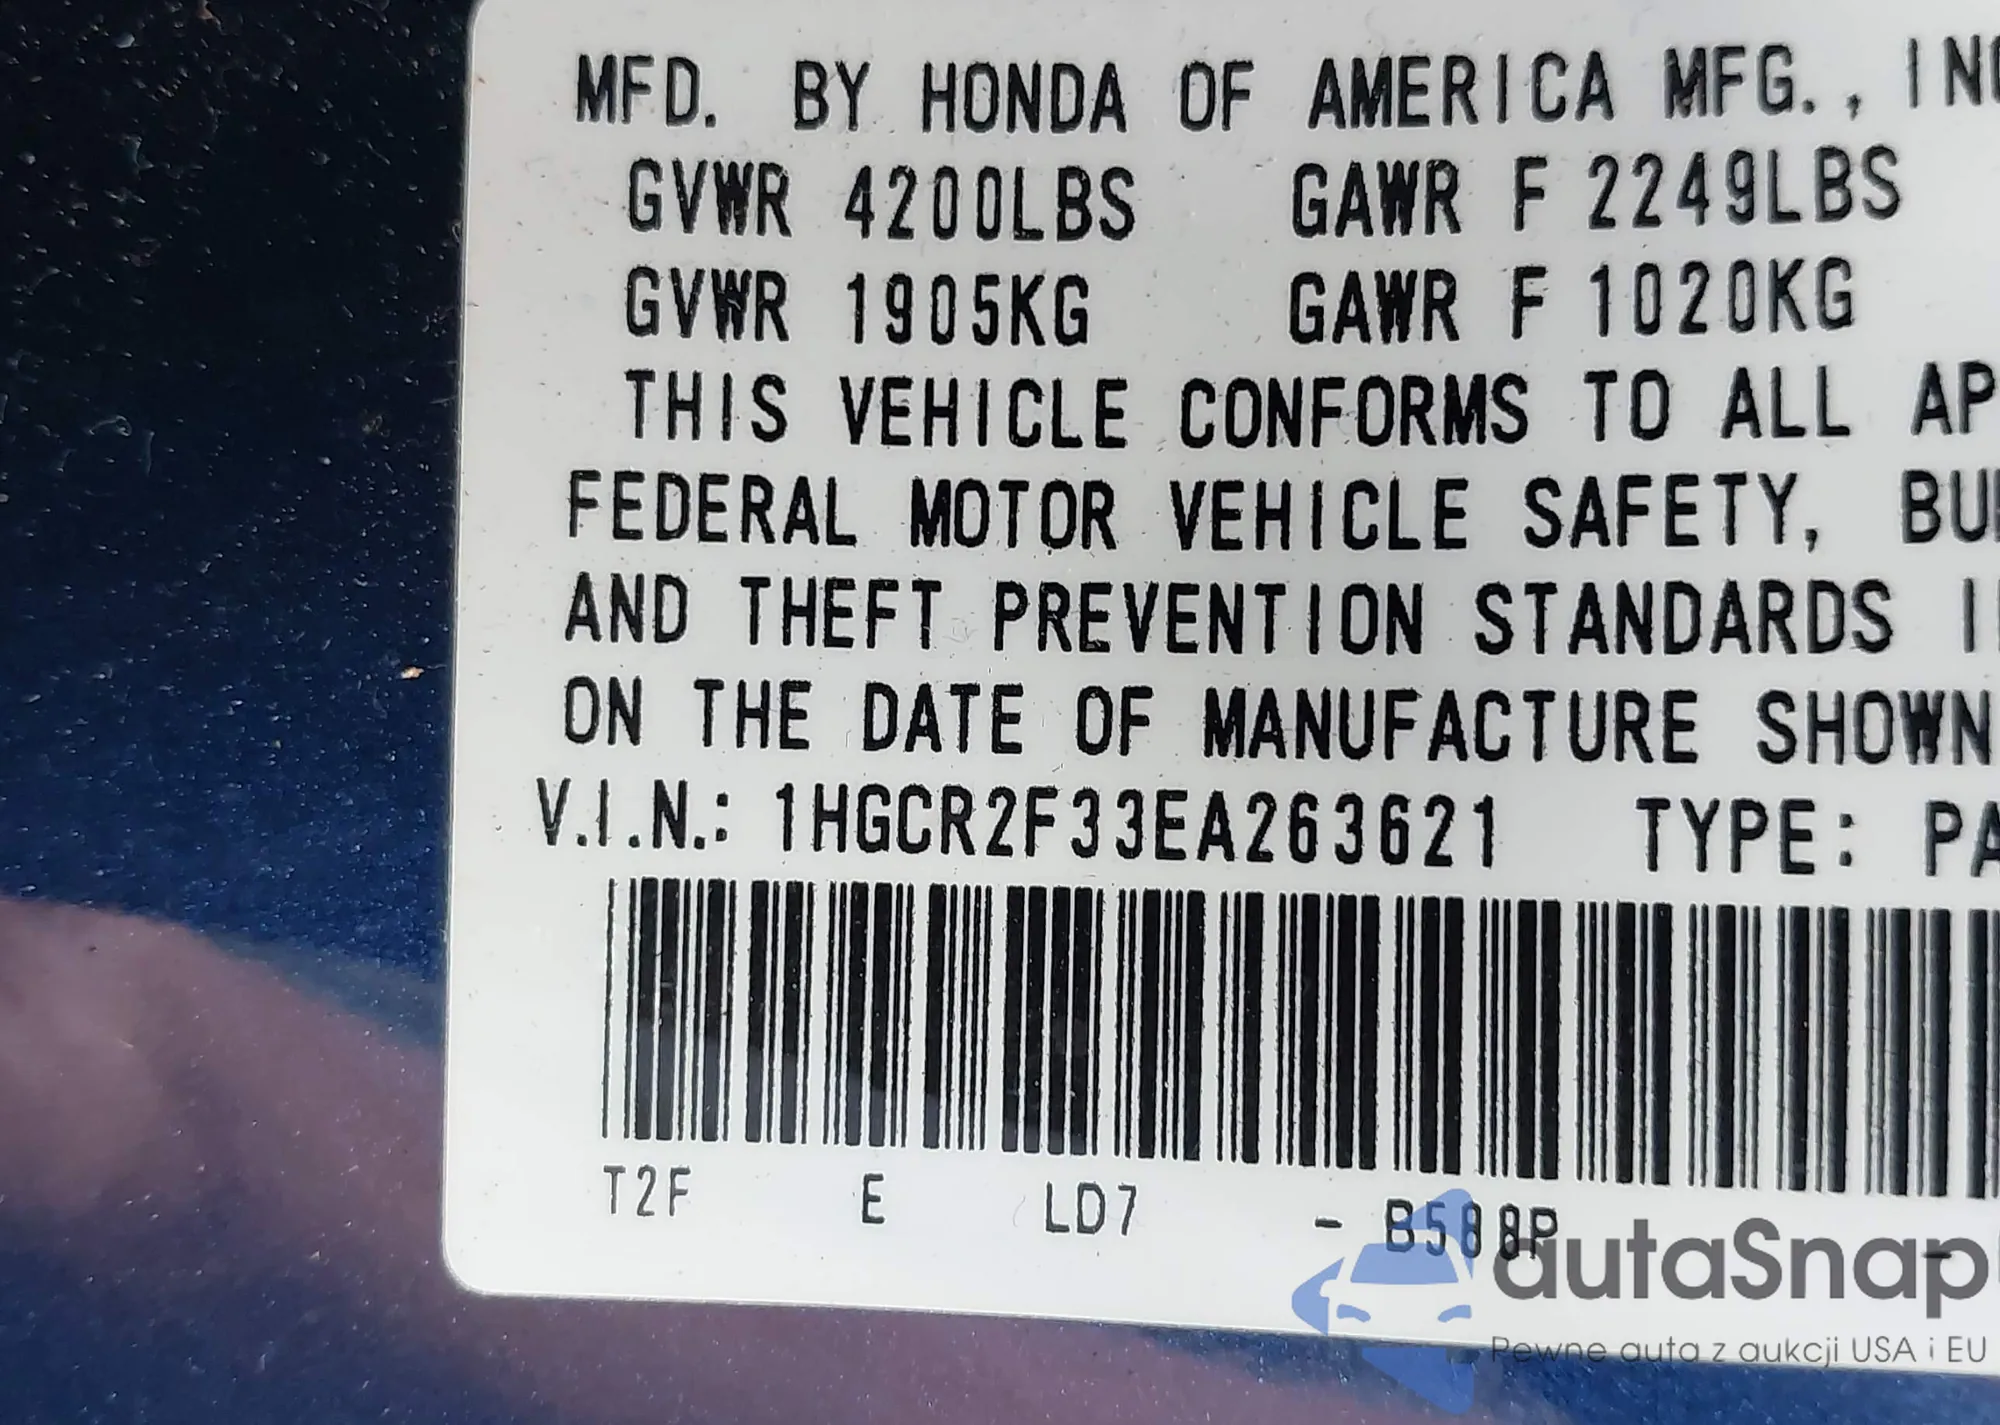 MFD. BY HONDA OF AMERICA MFG., INC
GVWR 4200LBS GAWR F 2249LBS
GVWR 1905KG GAWR F 1020KG
THIS VEHICLE CONFORMS TO ALL AP
FEDERAL MOTOR VEHICLE SAFETY, BU
AND THEFT PREVENTION STANDARDS I
ON THE DATE OF MANUFACTURE SHOWN
V.I.N.: 1HGCR2F33EA263621 TYPE: PA
T2F E LD7 - B588P -
autaSnap
Pewne auta z aukcji USA i EU